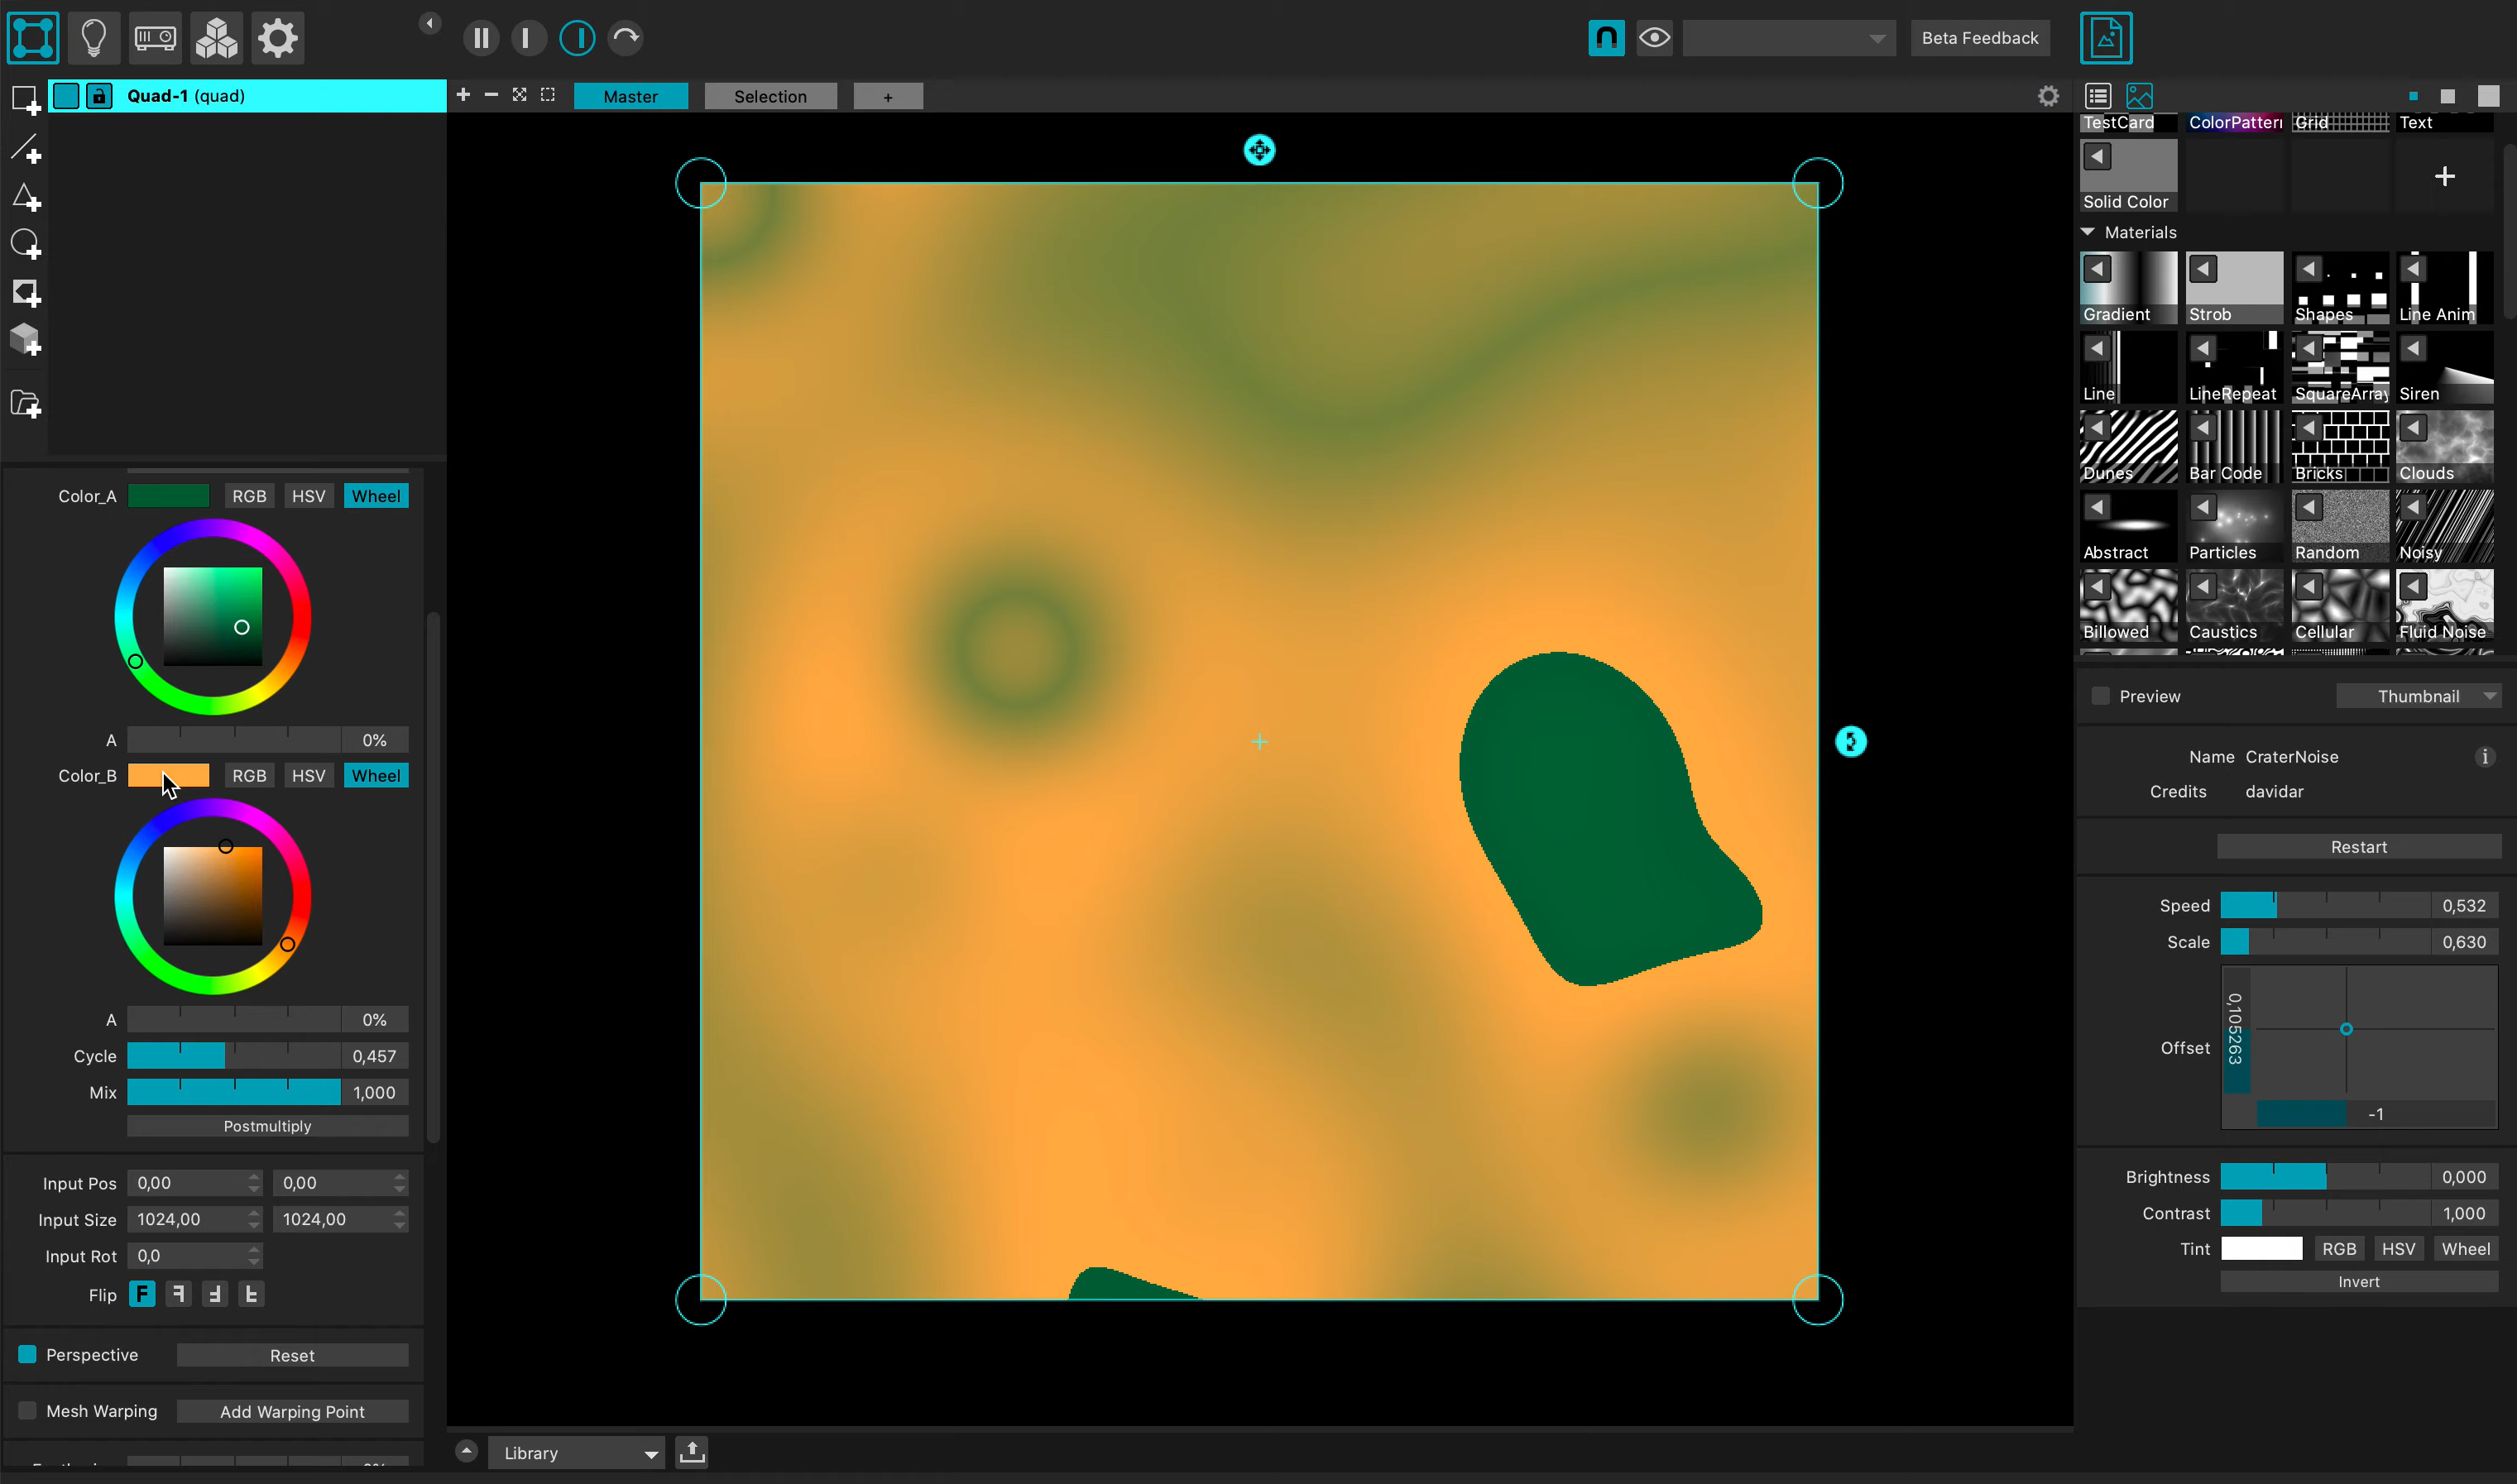 Beta Feedback
Quad-1 (quad)
Master
Selection
+
TestCard
ColorPattern
Grid
Text
Solid Color
Materials
Gradient
Strob
Shapes
Line Anim
Line
LineRepeat
SquareArray
Siren
Dunes
Bar Code
Bricks
Clouds
Abstract
Particles
Random
Noisy
Billowed
Caustics
Cellular
Fluid Noise
Color_A
RGB
HSV
Wheel
A
0%
Color_B
RGB
HSV
Wheel
A
0%
Cycle
0,457
Mix
1,000
Postmultiply
Input Pos
0,00
0,00
Input Size
1024,00
1024,00
Input Rot
0,0
Flip
F
Perspective
Reset
Mesh Warping
Add Warping Point
Library
Preview
Thumbnail
Name CraterNoise
i
Credits davidar
Restart
Speed
0,532
Scale
0,630
Offset
0,105263
-1
Brightness
0,000
Contrast
1,000
Tint
RGB
HSV
Wheel
Invert